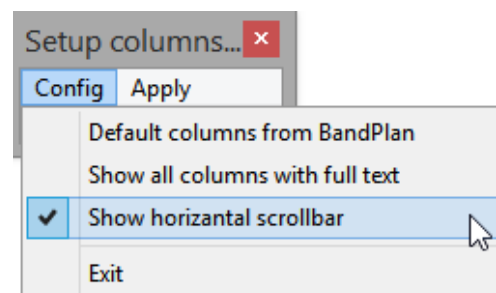 Setup columns...
Config Apply
Default columns from BandPlan
Show all columns with full text
Show horizantal scrollbar
Exit